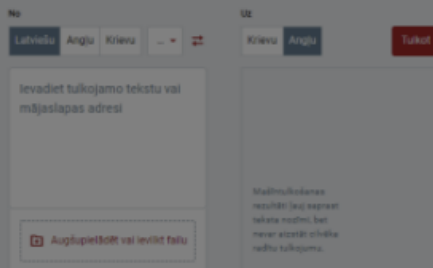 No
Uz
Latviešu Angļu Krievu ...
Krievu Angļu
Tulkot
Ievadiet tulkojamo tekstu vai
mājaslapas adresi
Mašīntulkošanas
rezultāti ļauj saprast
teksta nozīmi, bet
nevar aizstāt cilvēka
radītu tulkojumu.
Augšupielādēt vai ievilkt failu